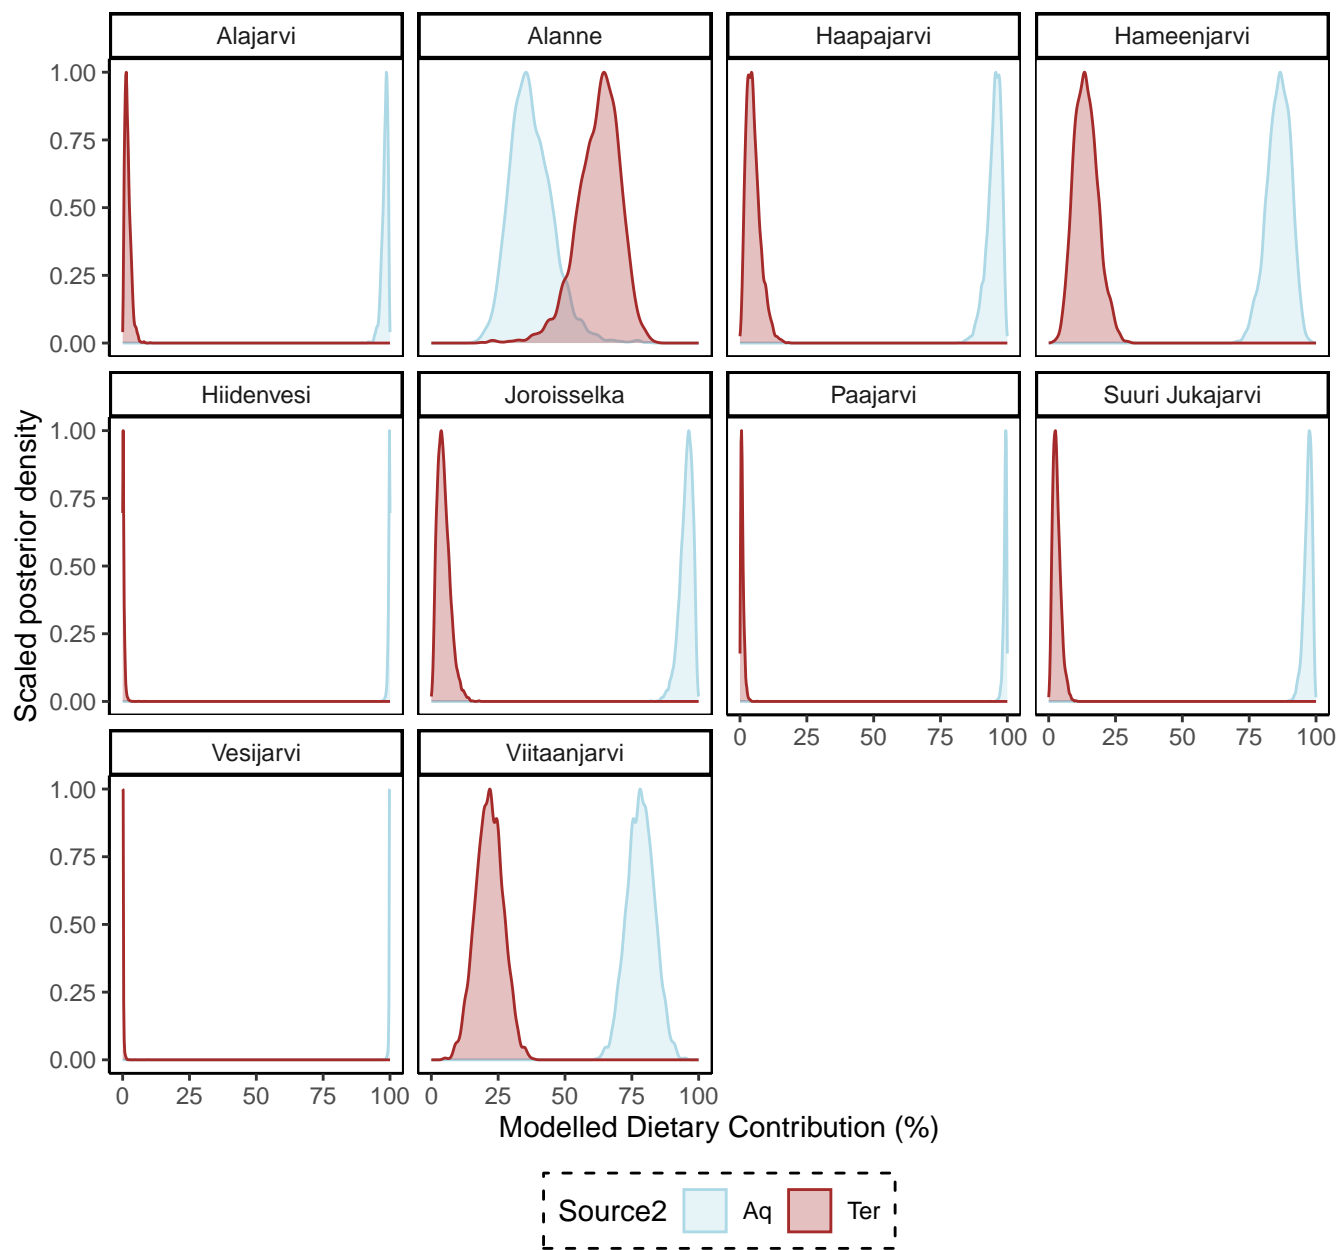 Alajarvi
Alanne
Haapajarvi
Hameenjarvi
1.00
0.75
0.50
0.25
0.00
Hiidenvesi
Joroisselka
Paajarvi
Suuri Jukajarvi
1.00
0.75
0.50
0.25
0.00
0 25 50 75 100
0 25 50 75 100
Vesijarvi
Viitaanjarvi
1.00
0.75
0.50
0.25
0.00
0 25 50 75 100
0 25 50 75 100
Scaled posterior density
Modelled Dietary Contribution (%)
Source2 Aq Ter